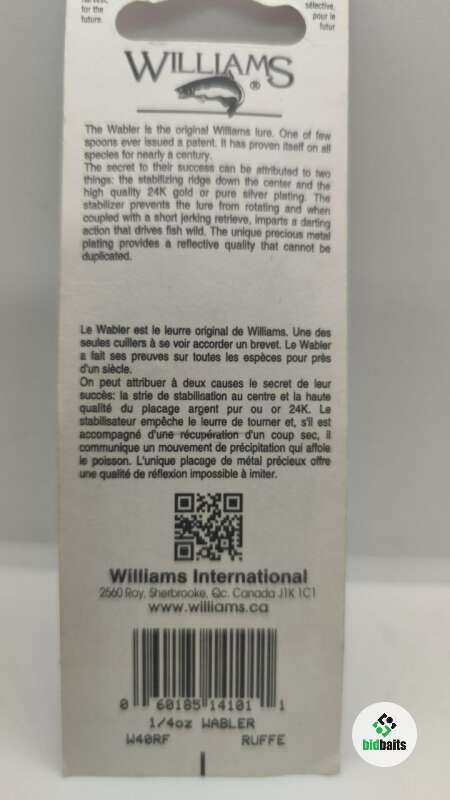 for the
future.
sélective,
pour le
futur
WILLIAMS
®
The Wabler is the original Williams lure. One of few
spoons ever issued a patent. It has proven itself on all
species for nearly a century.
The secret to their success can be attributed to two
things: the stabilizing ridge down the center and the
high quality 24K gold or pure silver plating. The
stabilizer prevents the lure from rotating and when
coupled with a short jerking retrieve, imparts a darting
action that drives fish wild. The unique precious metal
plating provides a reflective quality that cannot be
duplicated.
Le Wabler est le leurre original de Williams. Une des
seules cuillers à se voir accorder un brevet. Le Wabler
a fait ses preuves sur toutes les espèces pour près
d'un siècle.
On peut attribuer à deux causes le secret de leur
succès: la strie de stabilisation au centre et la haute
qualité du placage argent pur ou or 24K. Le
stabilisateur empêche le leurre de tourner et, s'il est
accompagné d'une récupération d'un coup sec, il
communique un mouvement de précipitation qui affole
le poisson. L'unique placage de métal précieux offre
une qualité de réflexion impossible à imiter.
Williams International
2560 Roy, Sherbrooke, Qc. Canada J1K 1C1
www.williams.ca
0 60185 14101 1
1/4oz WABLER
W40RF RUFFE
bidbaits